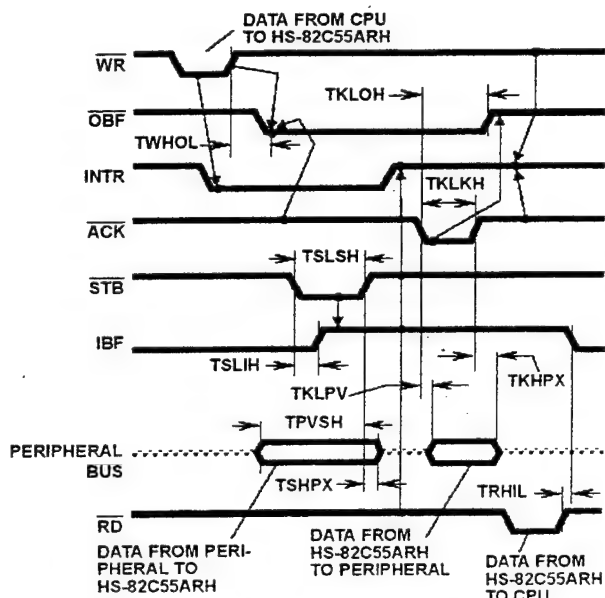 DATA FROM CPU
TO HS-82C55ARH
WR
TKLOH
OBF
TWHOL
INTR
TKLKH
ACK
TSLSH
STB
IBF
TSLIH
TKLPV
TKHPX
TPVSH
PERIPHERAL
BUS
TSHPX
TRHIL
RD
DATA FROM PERI-
PHERAL TO
HS-82C55ARH
DATA FROM
HS-82C55ARH
TO PERIPHERAL
DATA FROM
HS-82C55ARH
TO CPU